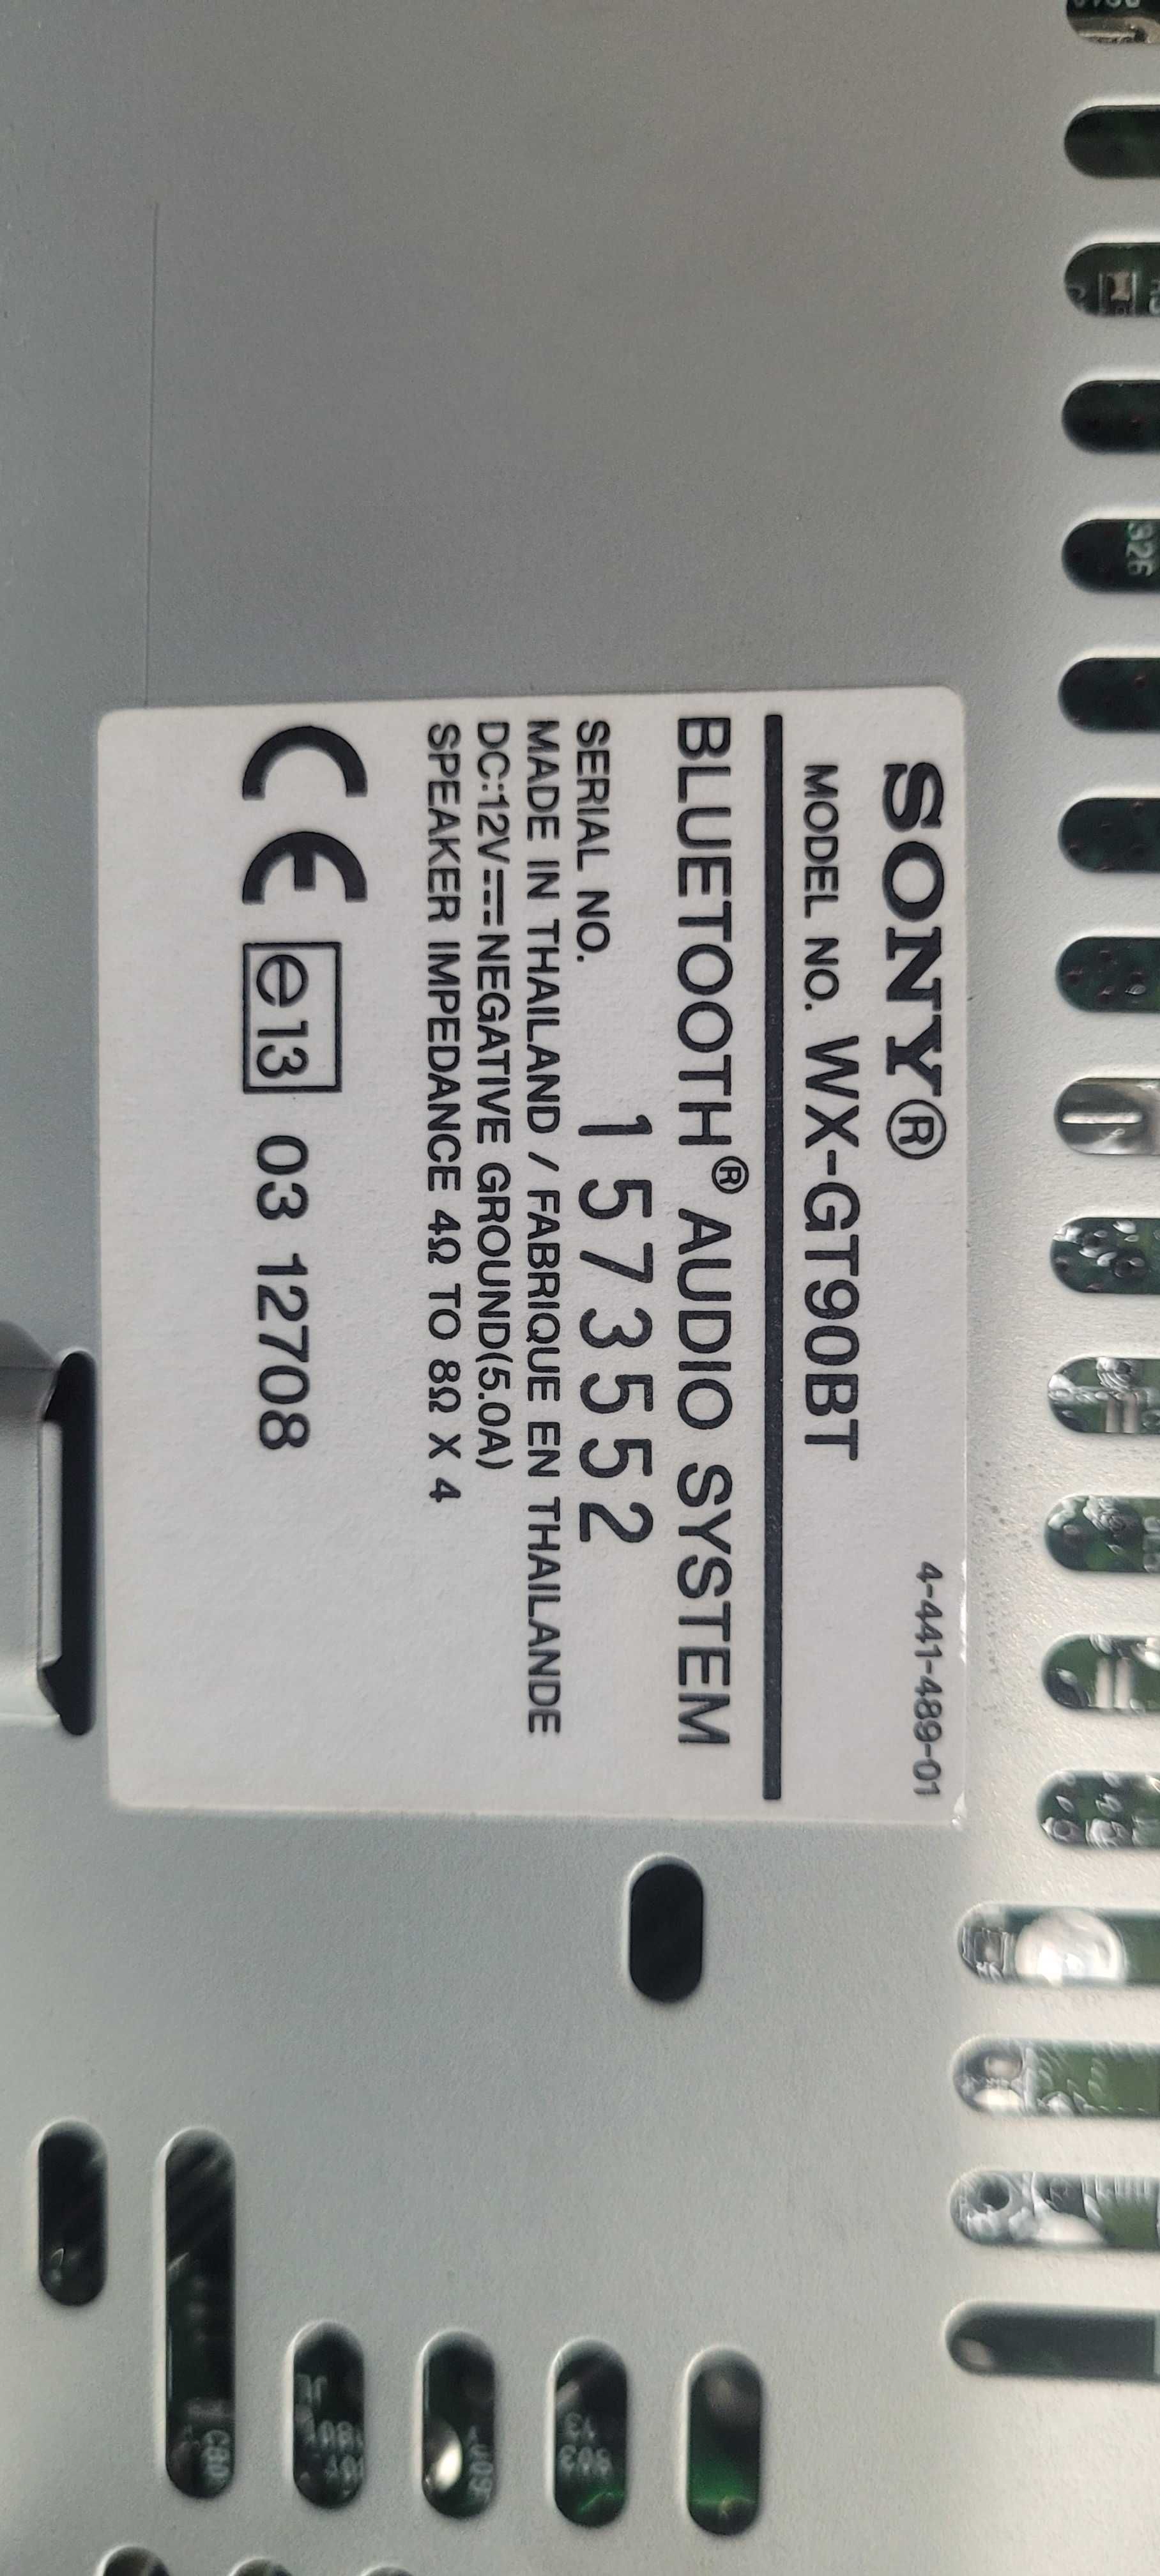 SONY®
4-441-489-01
MODEL NO. WX-GT90BT
BLUETOOTH® AUDIO SYSTEM
SERIAL NO. 1573552
MADE IN THAILAND / FABRIQUE EN THAILANDE
DC:12V⎓NEGATIVE GROUND(5.0A)
SPEAKER IMPEDANCE 4Ω TO 8Ω X 4
CE e13 03 12708
926